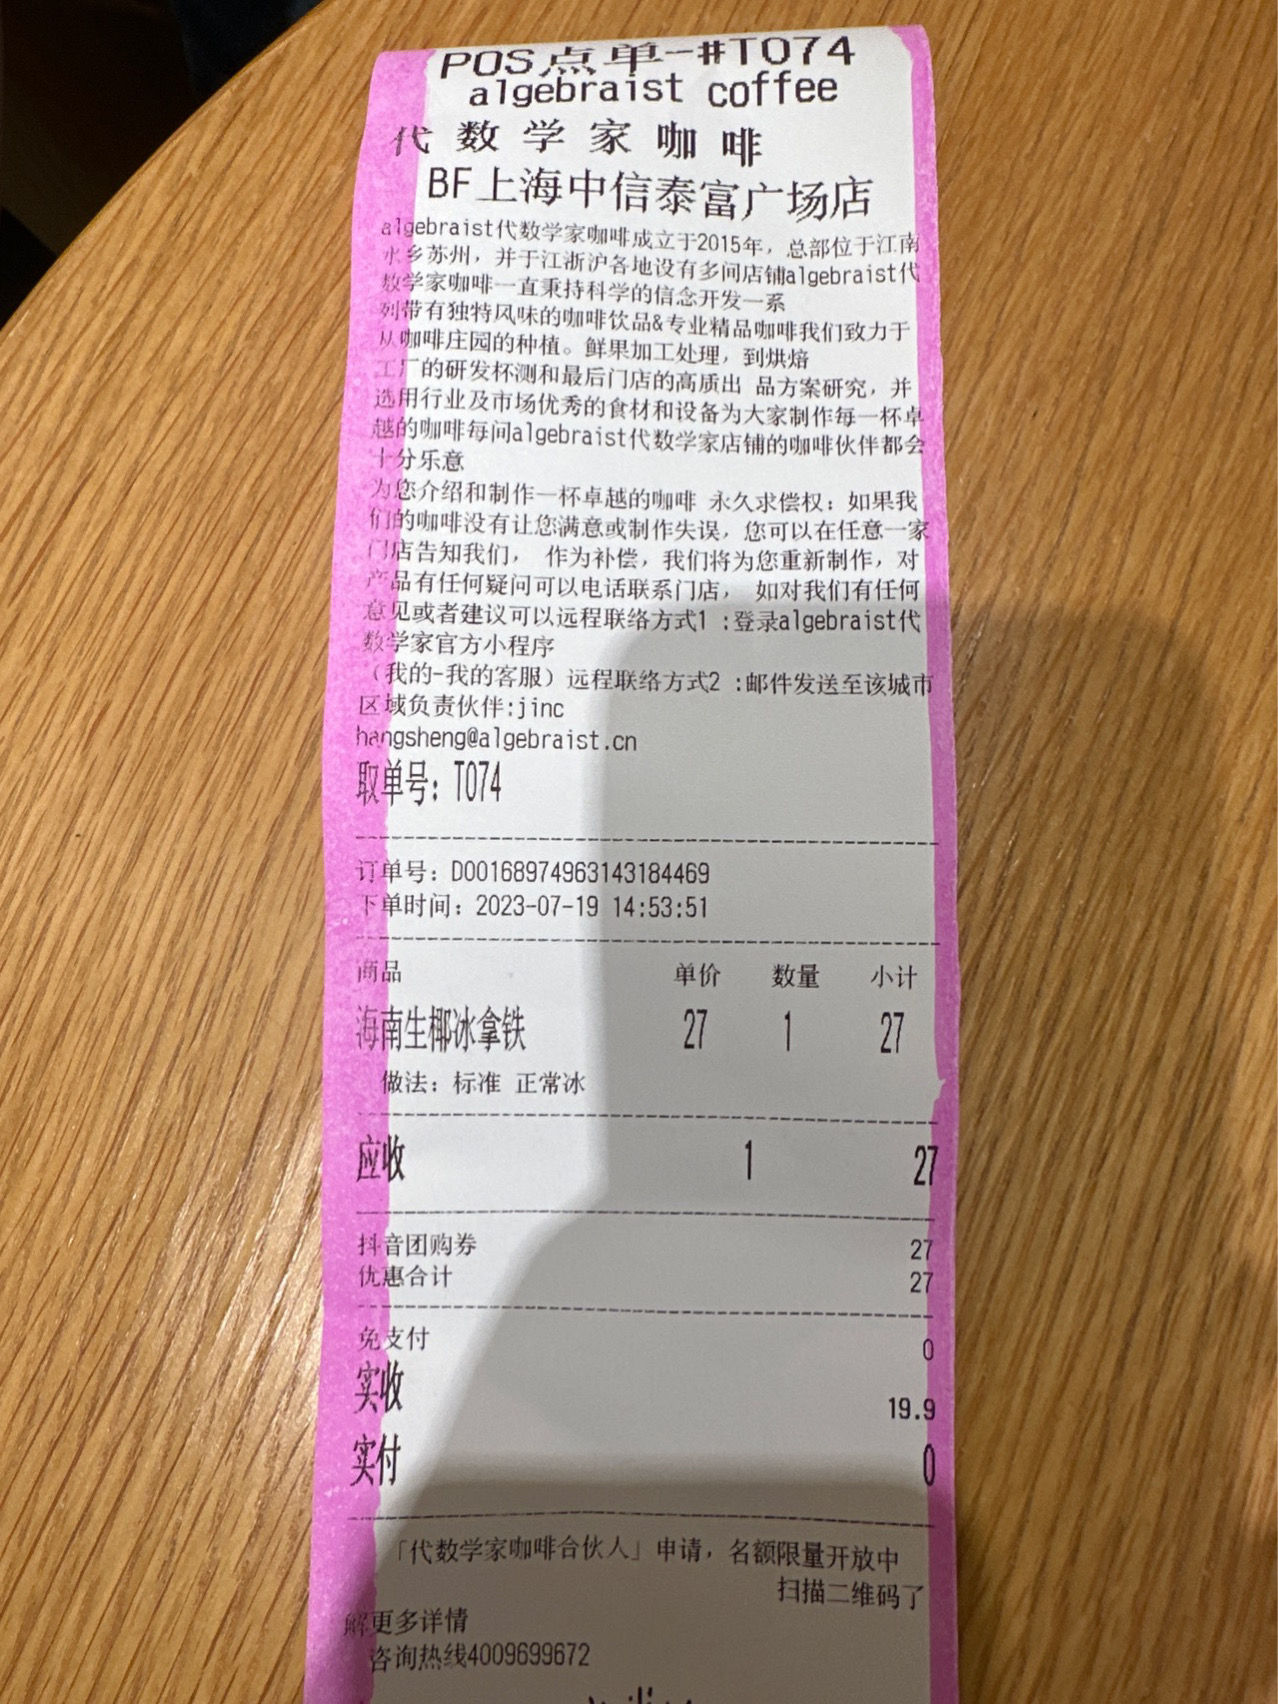 POS点单-#T074
algebraist coffee
代数学家咖啡
BF上海中信泰富广场店
algebraist代数学家咖啡成立于2015年，总部位于江南
水乡苏州，并于江浙沪各地设有多间店铺algebraist代
数学家咖啡一直秉持科学的信念开发一系
列带有独特风味的咖啡饮品&专业精品咖啡我们致力于
从咖啡庄园的种植。鲜果加工处理，到烘焙
工厂的研发杯测和最后门店的高质出 品方案研究，并
选用行业及市场优秀的食材和设备为大家制作每一杯卓
越的咖啡每间algebraist代数学家店铺的咖啡伙伴都会
十分乐意
为您介绍和制作一杯卓越的咖啡 永久求偿权：如果我
们的咖啡没有让您满意或制作失误，您可以在任意一家
门店告知我们， 作为补偿，我们将为您重新制作，对
产品有任何疑问可以电话联系门店， 如对我们有任何
意见或者建议可以远程联络方式1 :登录algebraist代
数学家官方小程序
（我的-我的客服）远程联络方式2 :邮件发送至该城市
区域负责伙伴:jinc
hangsheng@algebraist.cn
取单号：T074
订单号：D001689749631431844​69
下单时间：2023-07-19 14:53:51
商品 单价 数量 小计
海南生椰冰拿铁 27 1 27
做法：标准 正常冰
应收 1 27
抖音团购券 27
优惠合计 27
免支付 0
实收 19.9
实付 0
「代数学家咖啡合伙人」申请，名额限量开放中
扫描二维码了
解更多详情
咨询热线4009699672